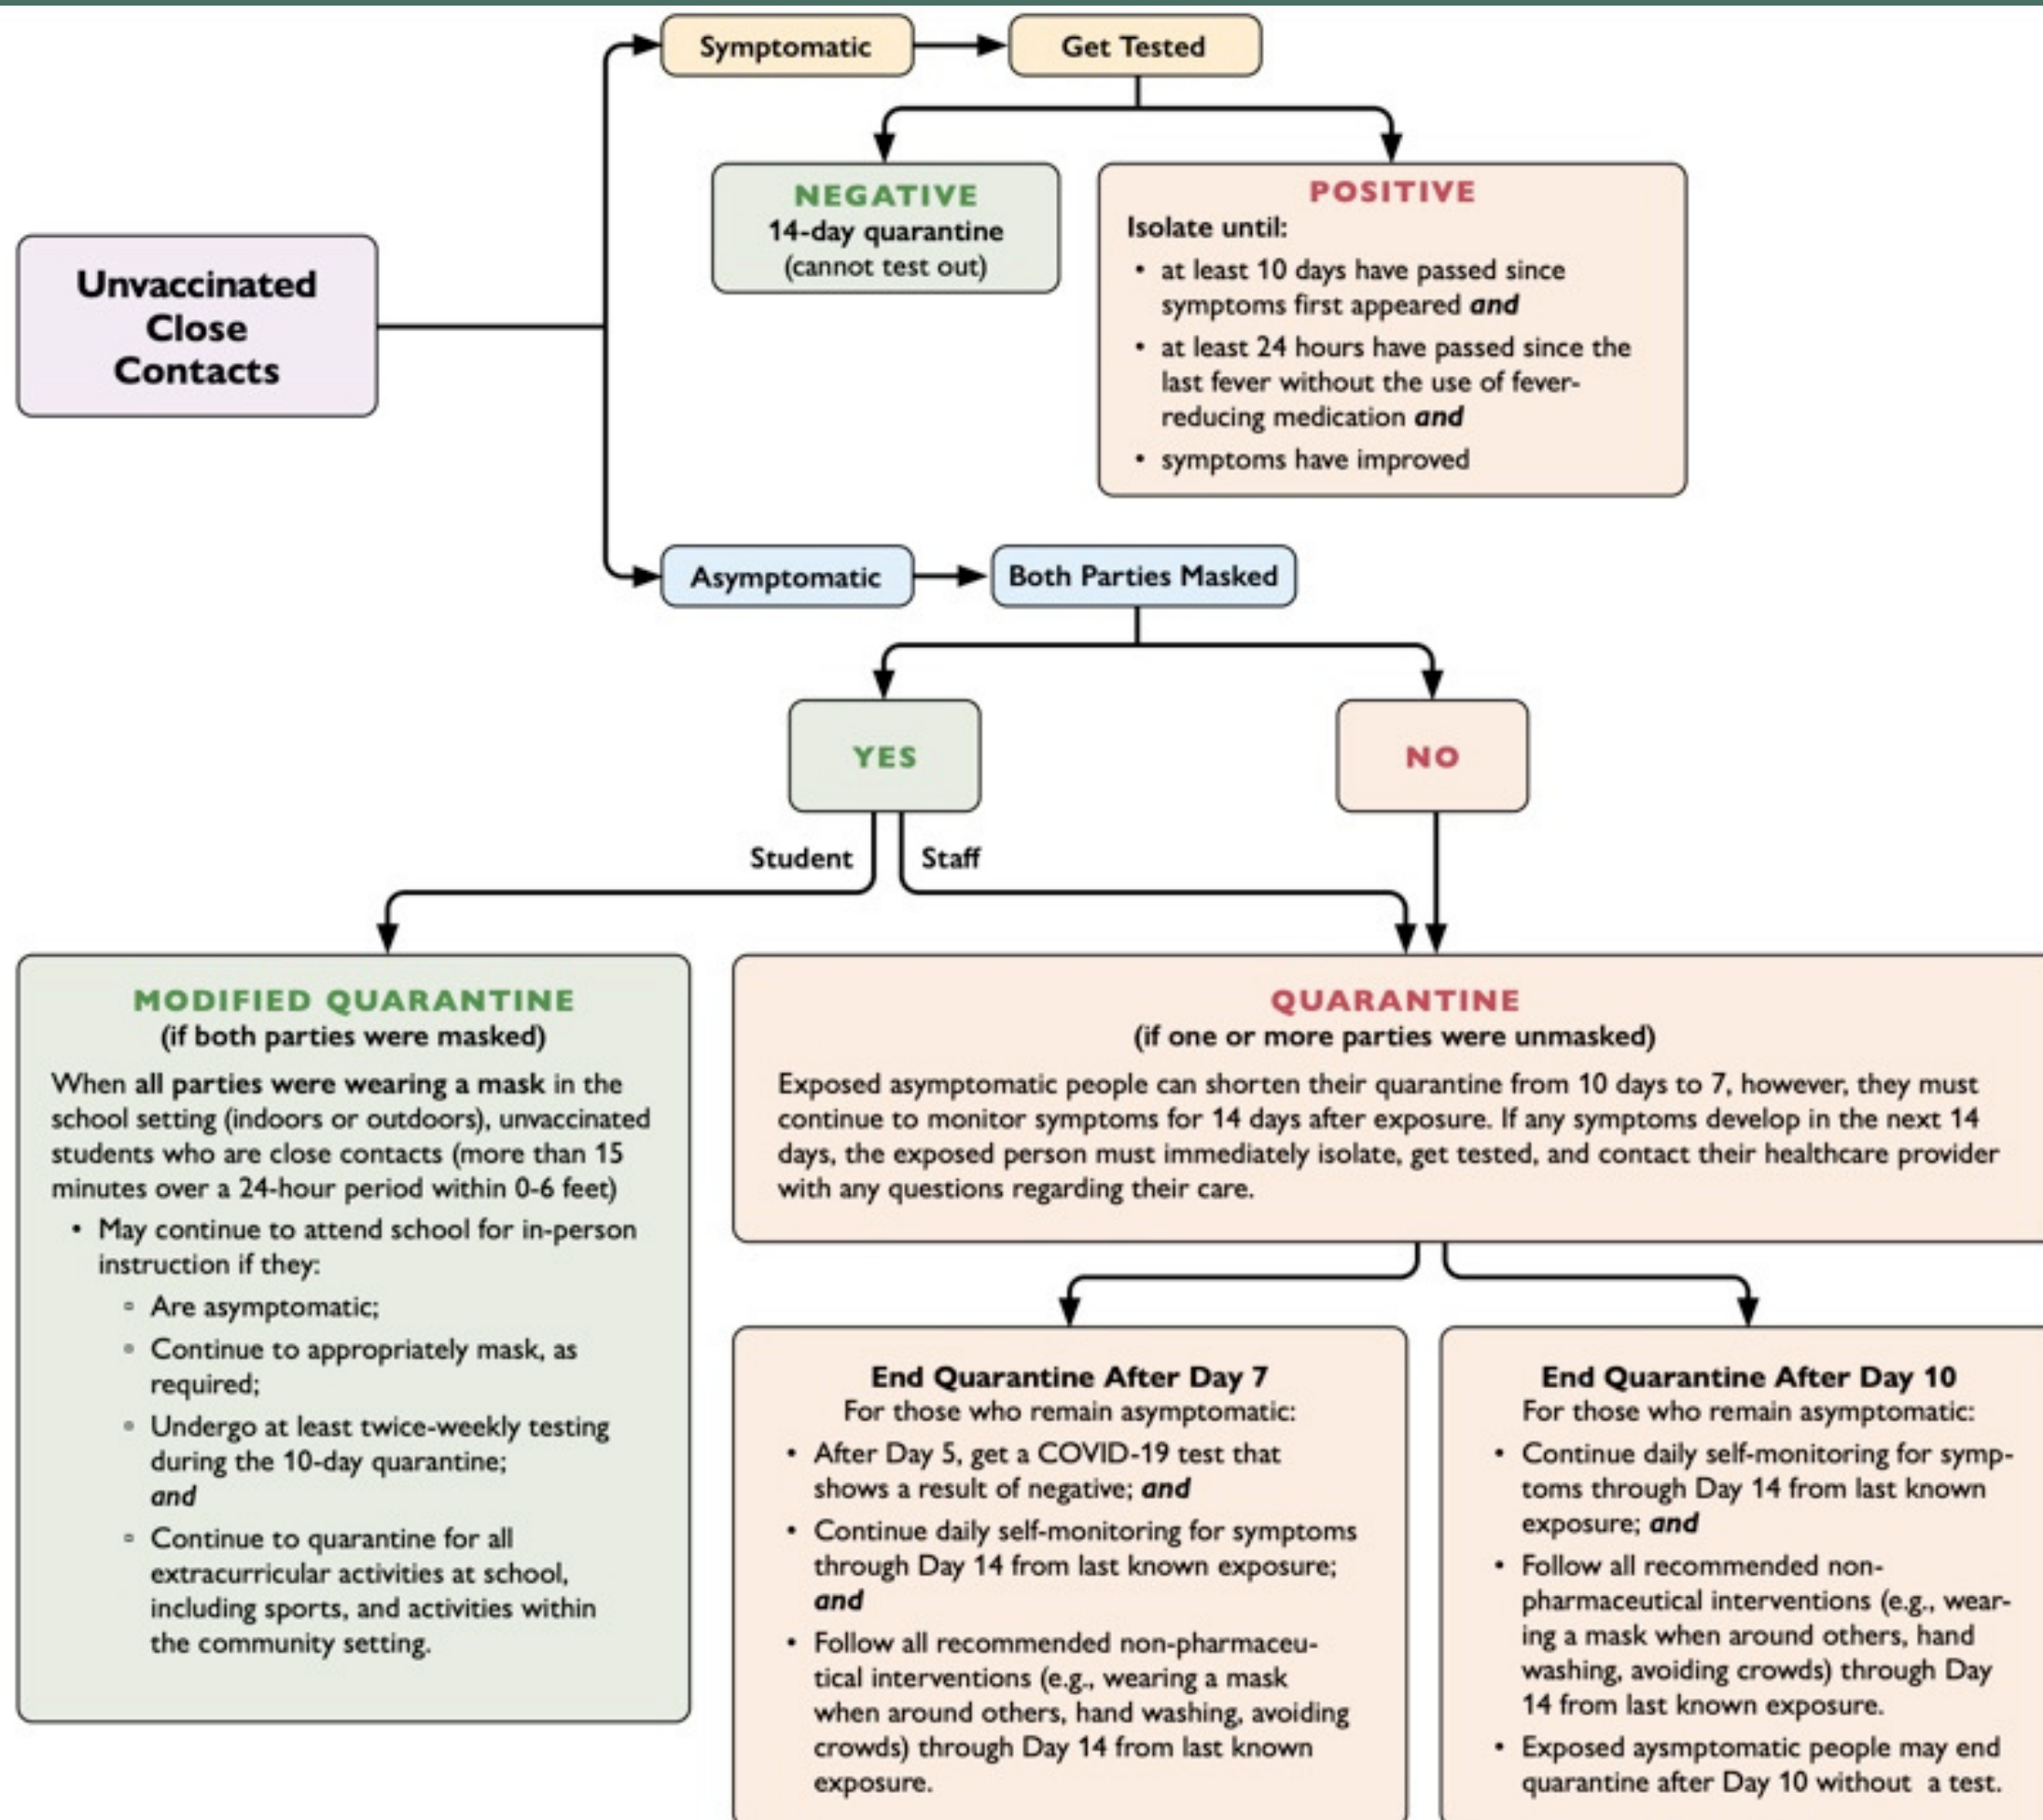 Symptomatic
Get Tested
NEGATIVE
14-day quarantine
(cannot test out)
POSITIVE
Isolate until:
• at least 10 days have passed since
symptoms first appeared and
• at least 24 hours have passed since the
last fever without the use of fever-
reducing medication and
• symptoms have improved
Unvaccinated
Close
Contacts
Asymptomatic
Both Parties Masked
YES
NO
Student
Staff
MODIFIED QUARANTINE
(if both parties were masked)
When all parties were wearing a mask in the
school setting (indoors or outdoors), unvaccinated
students who are close contacts (more than 15
minutes over a 24-hour period within 0-6 feet)
• May continue to attend school for in-person
instruction if they:
▫ Are asymptomatic;
▫ Continue to appropriately mask, as
required;
▫ Undergo at least twice-weekly testing
during the 10-day quarantine;
and
▫ Continue to quarantine for all
extracurricular activities at school,
including sports, and activities within
the community setting.
QUARANTINE
(if one or more parties were unmasked)
Exposed asymptomatic people can shorten their quarantine from 10 days to 7, however, they must
continue to monitor symptoms for 14 days after exposure. If any symptoms develop in the next 14
days, the exposed person must immediately isolate, get tested, and contact their healthcare provider
with any questions regarding their care.
End Quarantine After Day 7
For those who remain asymptomatic:
• After Day 5, get a COVID-19 test that
shows a result of negative; and
• Continue daily self-monitoring for symptoms
through Day 14 from last known exposure;
and
• Follow all recommended non-pharmaceu-
tical interventions (e.g., wearing a mask
when around others, hand washing, avoiding
crowds) through Day 14 from last known
exposure.
End Quarantine After Day 10
For those who remain asymptomatic:
• Continue daily self-monitoring for symp-
toms through Day 14 from last known
exposure; and
• Follow all recommended non-
pharmaceutical interventions (e.g., wear-
ing a mask when around others, hand
washing, avoiding crowds) through Day
14 from last known exposure.
• Exposed aysmptomatic people may end
quarantine after Day 10 without a test.